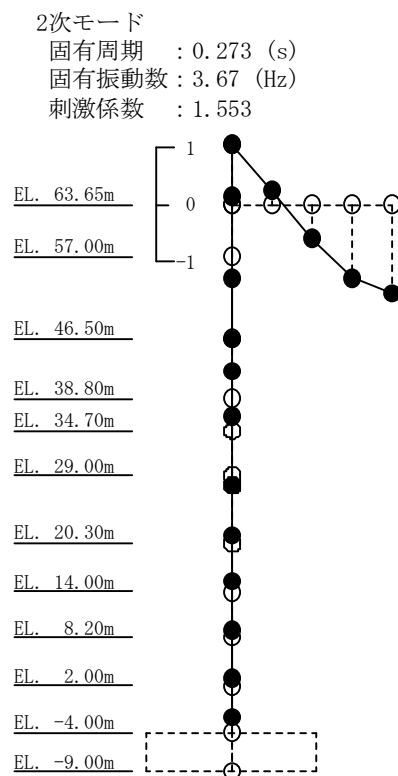 2次モード
固有周期 : 0.273 (s)
固有振動数 : 3.67 (Hz)
刺激係数 : 1.553
1
EL. 63.65m 0
EL. 57.00m
-1
EL. 46.50m
EL. 38.80m
EL. 34.70m
EL. 29.00m
EL. 20.30m
EL. 14.00m
EL. 8.20m
EL. 2.00m
EL. -4.00m
EL. -9.00m